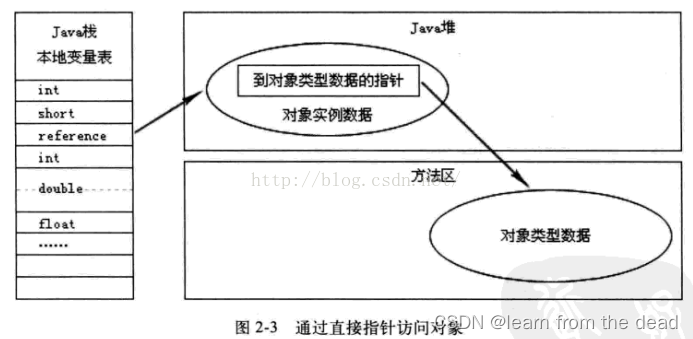 Java栈
本地变量表
int
short
reference
int
double
float
……
Java堆
到对象类型数据的指针
对象实例数据
方法区
http://blog.csdn.net/
对象类型数据
图 2-3 通过直接指针访问对象
CSDN @learn from the dead